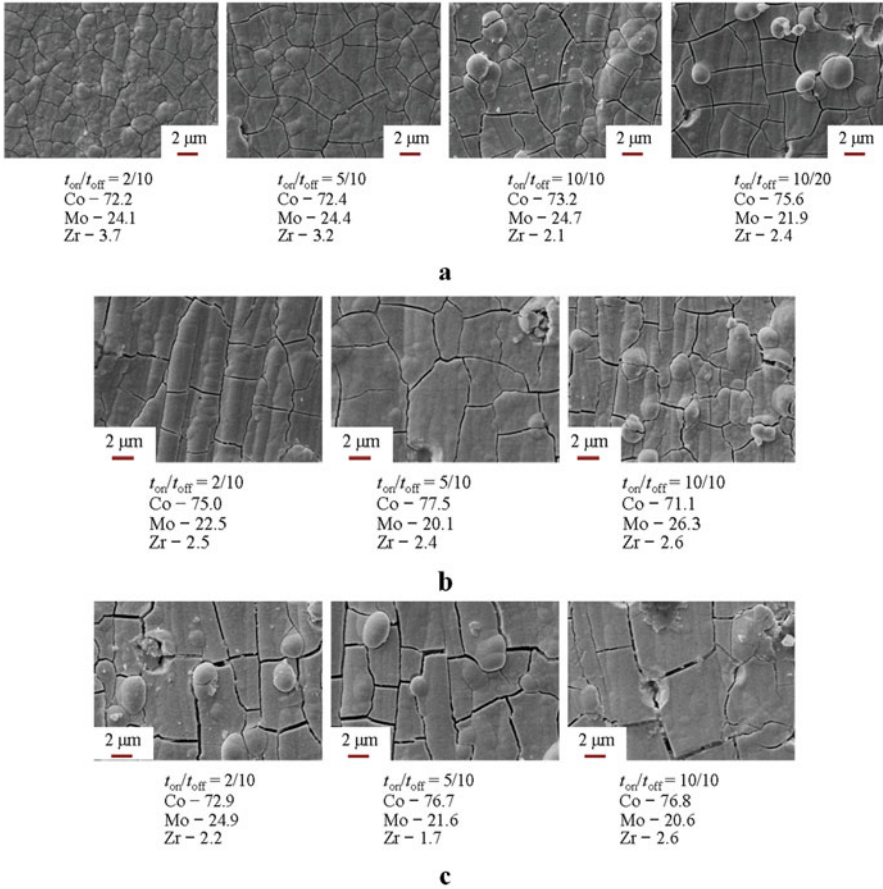 2 μm 2 μm 2 μm 2 μm
tₒₙ/tₒff = 2/10
Co − 72.2
Mo − 24.1
Zr − 3.7
tₒₙ/tₒff = 5/10
Co − 72.4
Mo − 24.4
Zr − 3.2
tₒₙ/tₒff = 10/10
Co − 73.2
Mo − 24.7
Zr − 2.1
tₒₙ/tₒff = 10/20
Co − 75.6
Mo − 21.9
Zr − 2.4
a
2 μm 2 μm 2 μm
tₒₙ/tₒff = 2/10
Co − 75.0
Mo − 22.5
Zr − 2.5
tₒₙ/tₒff = 5/10
Co − 77.5
Mo − 20.1
Zr − 2.4
tₒₙ/tₒff = 10/10
Co − 71.1
Mo − 26.3
Zr − 2.6
b
2 μm 2 μm 2 μm
tₒₙ/tₒff = 2/10
Co − 72.9
Mo − 24.9
Zr − 2.2
tₒₙ/tₒff = 5/10
Co − 76.7
Mo − 21.6
Zr − 1.7
tₒₙ/tₒff = 10/10
Co − 76.8
Mo − 20.6
Zr − 2.6
c